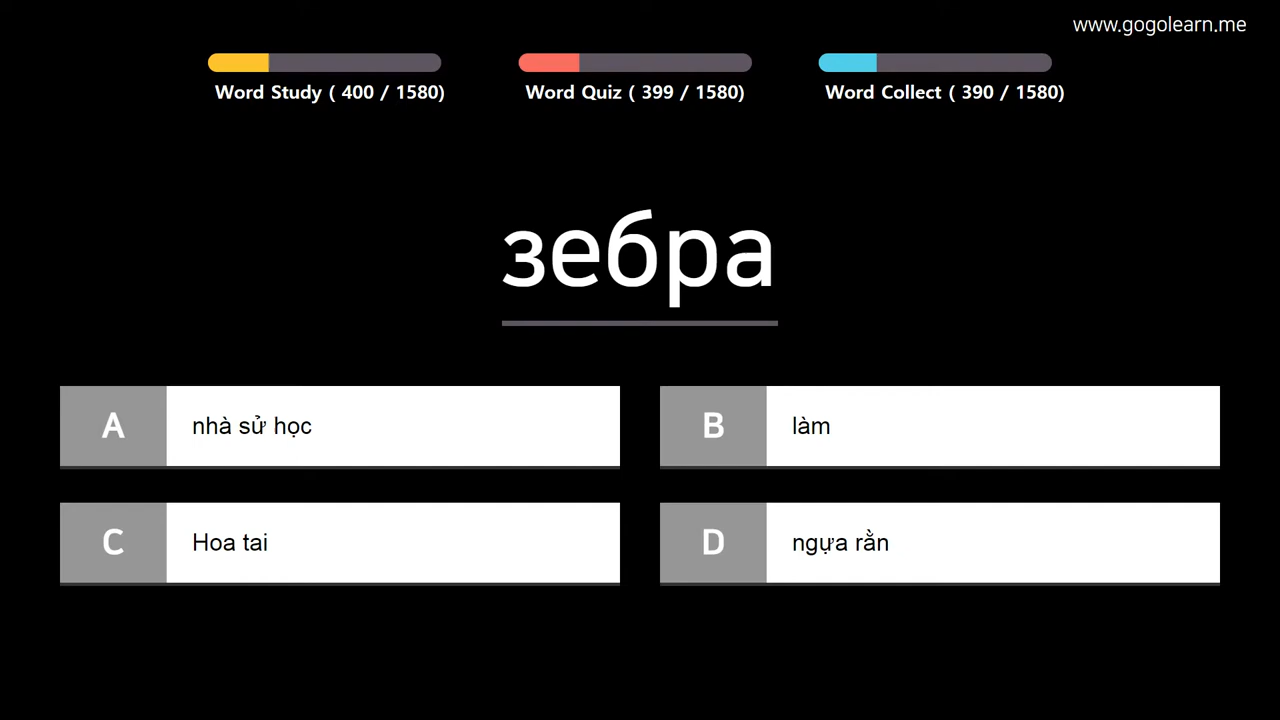 www.gogolearn.me
Word Study ( 400 / 1580)
Word Quiz ( 399 / 1580)
Word Collect ( 390 / 1580)
зебра
A nhà sử học
B làm
C Hoa tai
D ngựa rằn